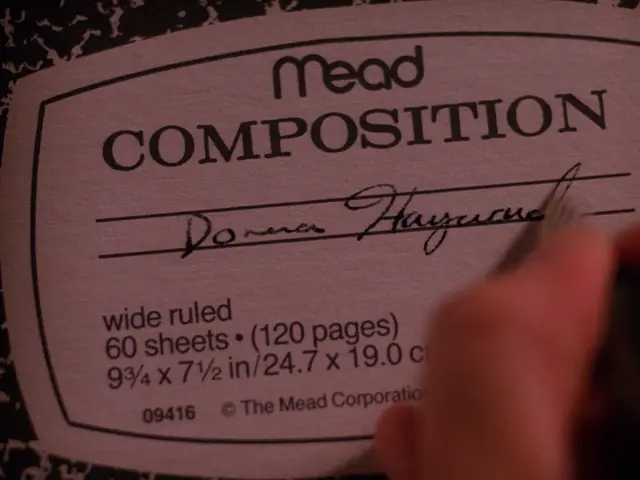 Mead
COMPOSITION
Donna Hayward
wide ruled
60 sheets • (120 pages)
9¾ x 7½ in/24.7 x 19.0 c
09416 © The Mead Corporatio